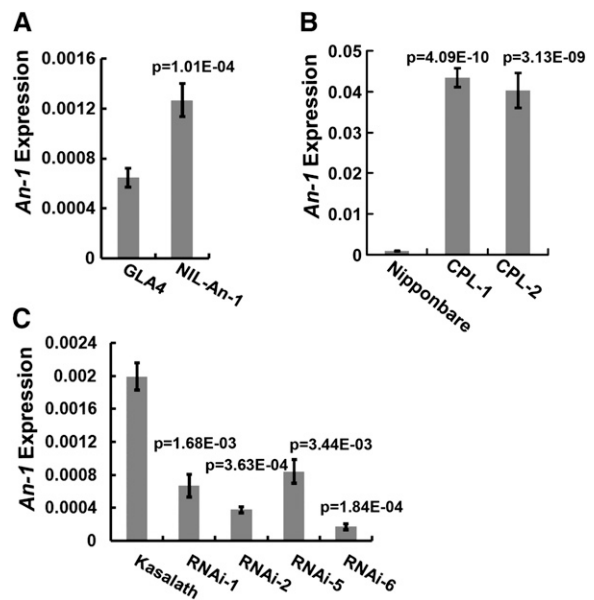 A
An-1 Expression
0.0016
0.0012
0.0008
0.0004
0
p=1.01E-04
GLA4
NIL-An-1
B
An-1 Expression
0.05
0.04
0.03
0.02
0.01
0
p=4.09E-10
p=3.13E-09
Nipponbare
CPL-1
CPL-2
C
An-1 Expression
0.0024
0.002
0.0016
0.0012
0.0008
0.0004
0
p=1.68E-03
p=3.63E-04
p=3.44E-03
p=1.84E-04
Kasalath
RNAi-1
RNAi-2
RNAi-5
RNAi-6